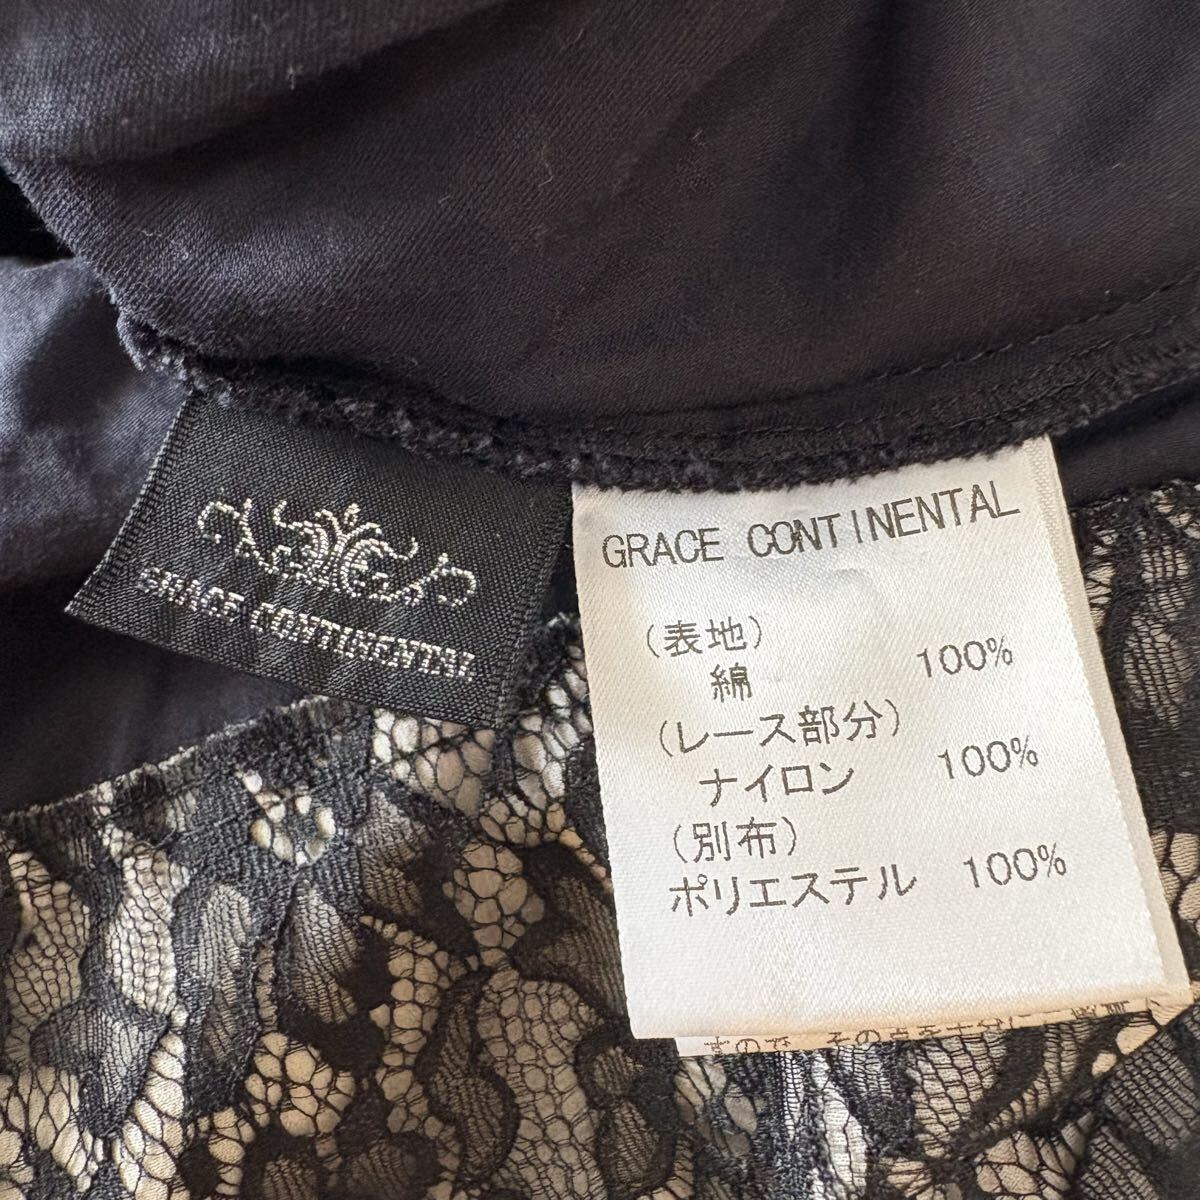 GRACE CONTINENTAL
GRACE CONTINENTAL
(表地)
綿 100%
(レース部分)
ナイロン 100%
(別布)
ポリエステル 100%